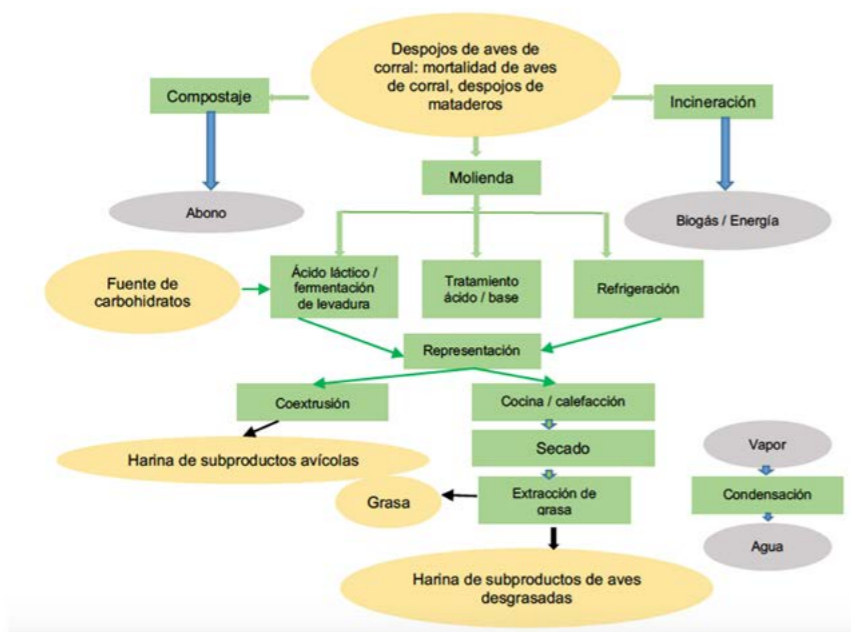 Despojos de aves de
corral: mortalidad de aves
de corral, despojos de
mataderos
Compostaje
Incineración
Molienda
Abono
Biogás / Energía
Fuente de
carbohidratos
Ácido láctico /
fermentación
de levadura
Tratamiento
ácido / base
Refrigeración
Representación
Coextrusión
Cocina / calefacción
Harina de subproductos avícolas
Secado
Vapor
Grasa
Extracción de
grasa
Condensación
Agua
Harina de subproductos de aves
desgrasadas